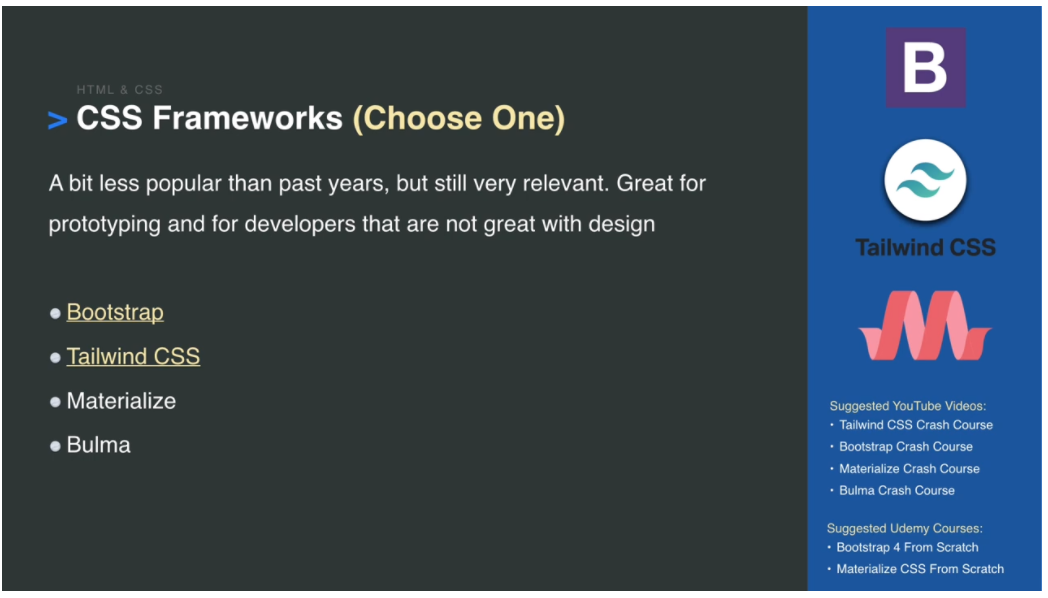 HTML & CSS
> CSS Frameworks (Choose One)
A bit less popular than past years, but still very relevant. Great for
prototyping and for developers that are not great with design
• Bootstrap
• Tailwind CSS
• Materialize
• Bulma
B
Tailwind CSS
Suggested YouTube Videos:
• Tailwind CSS Crash Course
• Bootstrap Crash Course
• Materialize Crash Course
• Bulma Crash Course
Suggested Udemy Courses:
• Bootstrap 4 From Scratch
• Materialize CSS From Scratch